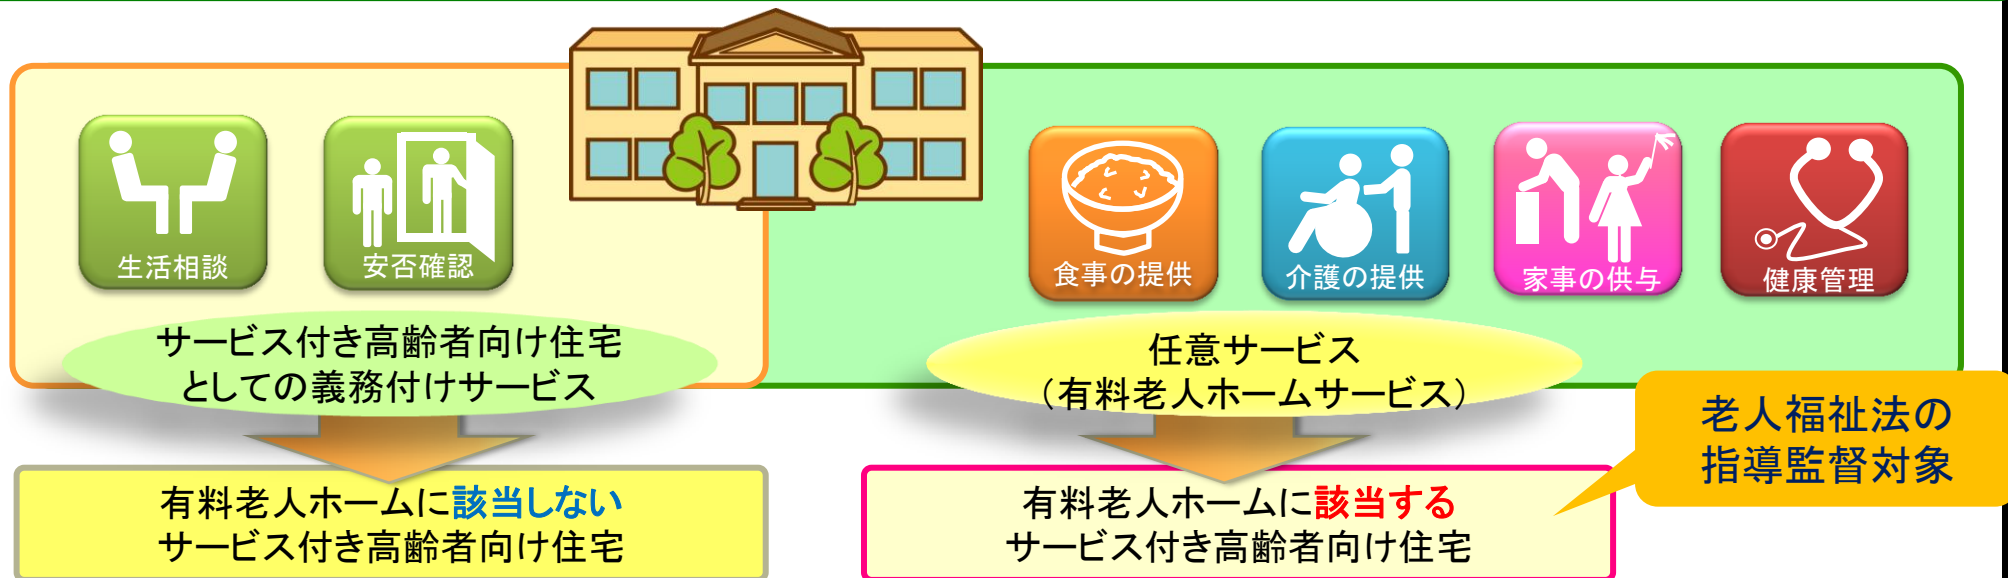 生活相談
安否確認
食事の提供
介護の提供
家事の供与
健康管理
サービス付き高齢者向け住宅
としての義務付けサービス
任意サービス
（有料老人ホームサービス）
老人福祉法の
指導監督対象
有料老人ホームに該当しない
サービス付き高齢者向け住宅
有料老人ホームに該当する
サービス付き高齢者向け住宅